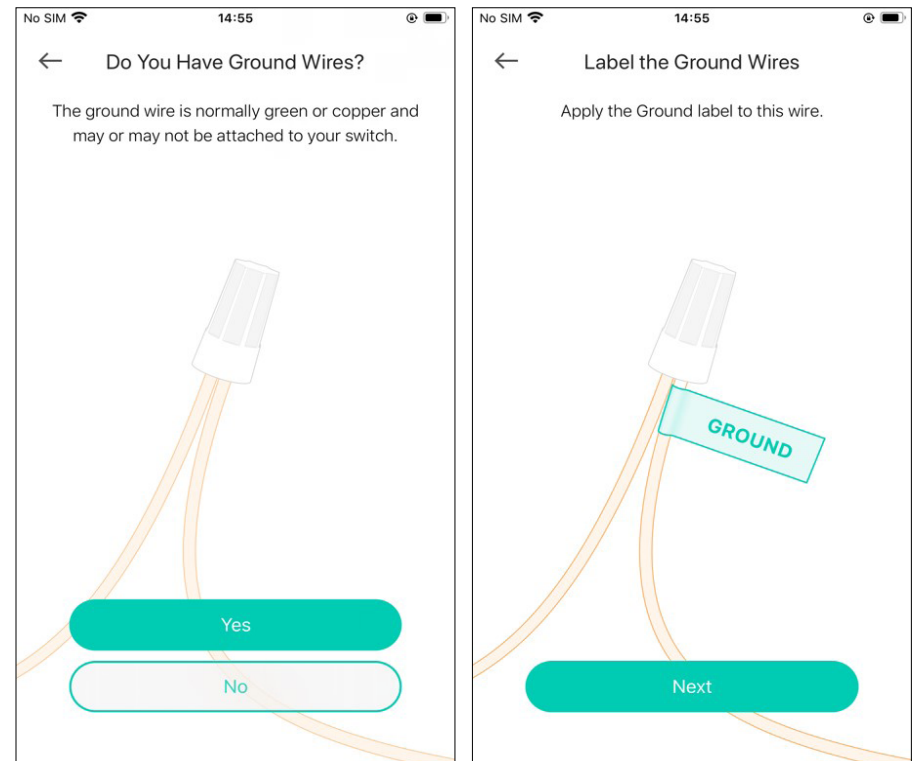 No SIM 14:55
Do You Have Ground Wires?
The ground wire is normally green or copper and
may or may not be attached to your switch.
Yes
No
No SIM 14:55
Label the Ground Wires
Apply the Ground label to this wire.
GROUND
Next